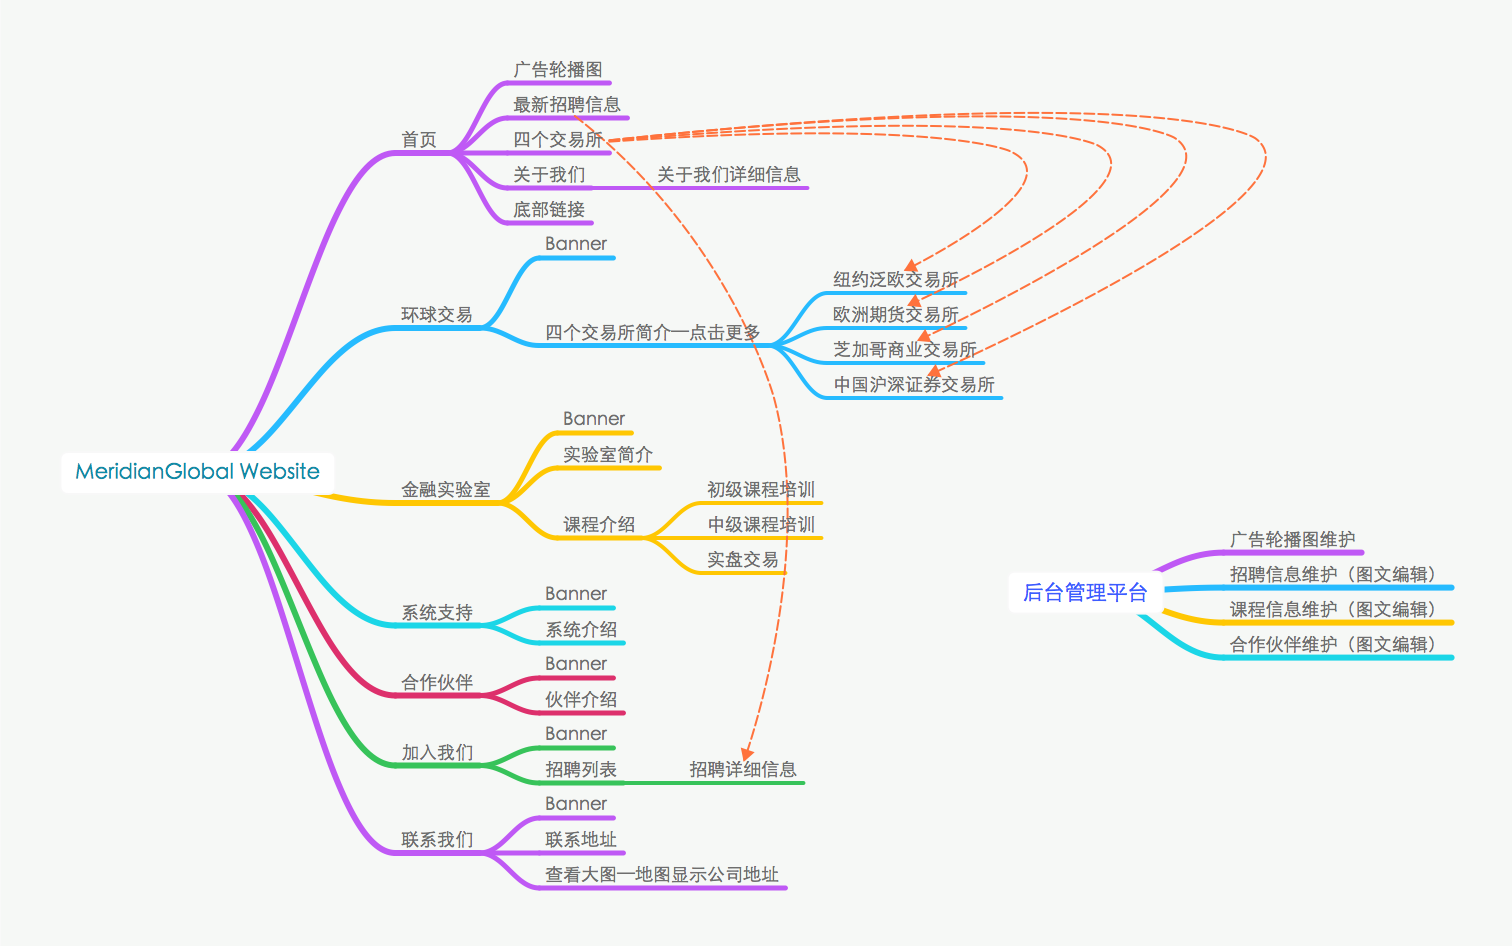 MeridianGlobal Website
首页
广告轮播图
最新招聘信息
四个交易所
关于我们
关于我们详细信息
底部链接
环球交易
Banner
四个交易所简介—点击更多
纽约泛欧交易所
欧洲期货交易所
芝加哥商业交易所
中国沪深证券交易所
金融实验室
Banner
实验室简介
课程介绍
初级课程培训
中级课程培训
实盘交易
系统支持
Banner
系统介绍
合作伙伴
Banner
伙伴介绍
加入我们
Banner
招聘列表
招聘详细信息
联系我们
Banner
联系地址
查看大图—地图显示公司地址
后台管理平台
广告轮播图维护
招聘信息维护（图文编辑）
课程信息维护（图文编辑）
合作伙伴维护（图文编辑）